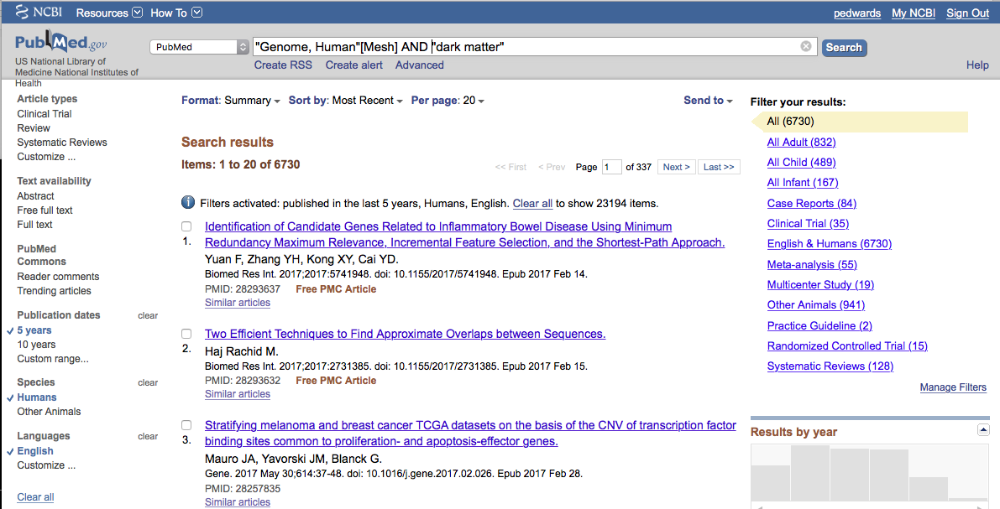 NCBI Resources How To pedwards My NCBI Sign Out
PubMed.gov
US National Library of
Medicine National Institutes of
Health
PubMed "Genome, Human"[Mesh] AND "dark matter" Search
Create RSS Create alert Advanced Help
Article types
Clinical Trial
Review
Systematic Reviews
Customize ...
Text availability
Abstract
Free full text
Full text
PubMed
Commons
Reader comments
Trending articles
Publication dates clear
5 years
10 years
Custom range...
Species clear
Humans
Other Animals
Languages clear
English
Customize ...
Clear all
Format: Summary Sort by: Most Recent Per page: 20 Send to
Search results
Items: 1 to 20 of 6730
<< First < Prev Page 1 of 337 Next > Last >>
Filters activated: published in the last 5 years, Humans, English. Clear all to show 23194 items.
Identification of Candidate Genes Related to Inflammatory Bowel Disease Using Minimum
1. Redundancy Maximum Relevance, Incremental Feature Selection, and the Shortest-Path Approach.
Yuan F, Zhang YH, Kong XY, Cai YD.
Biomed Res Int. 2017;2017:5741948. doi: 10.1155/2017/5741948. Epub 2017 Feb 14.
PMID: 28293637 Free PMC Article
Similar articles
Two Efficient Techniques to Find Approximate Overlaps between Sequences.
2. Haj Rachid M.
Biomed Res Int. 2017;2017:2731385. doi: 10.1155/2017/2731385. Epub 2017 Feb 15.
PMID: 28293632 Free PMC Article
Similar articles
Stratifying melanoma and breast cancer TCGA datasets on the basis of the CNV of transcription factor
3. binding sites common to proliferation- and apoptosis-effector genes.
Mauro JA, Yavorski JM, Blanck G.
Gene. 2017 May 30;614:37-48. doi: 10.1016/j.gene.2017.02.026. Epub 2017 Feb 28.
PMID: 28257835
Similar articles
Filter your results:
All (6730)
All Adult (832)
All Child (489)
All Infant (167)
Case Reports (84)
Clinical Trial (35)
English & Humans (6730)
Meta-analysis (55)
Multicenter Study (19)
Other Animals (941)
Practice Guideline (2)
Randomized Controlled Trial (15)
Systematic Reviews (128)
Manage Filters
Results by year